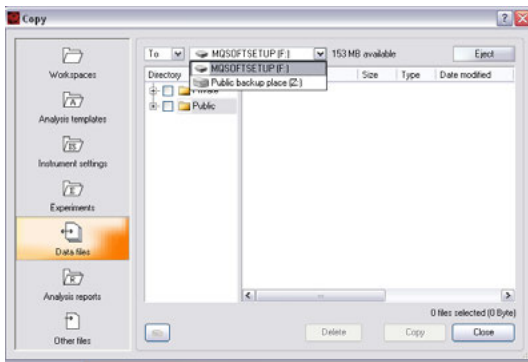 Copy
To MQSOFTSETUP (F:) 153 MB available Eject
MQSOFTSETUP (F:)
Public backup place (Z:)
Directory Size Type Date modified
Private
Public
Workspaces
Analysis templates
Instrument settings
Experiments
Data files
Analysis reports
Other files
0 files selected (0 Byte)
Delete Copy Close